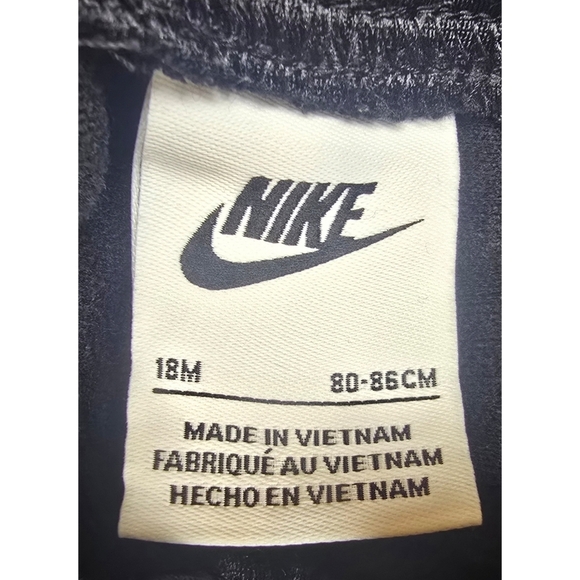 NIKE
18M 80-86CM
MADE IN VIETNAM
FABRIQUÉ AU VIETNAM
HECHO EN VIETNAM